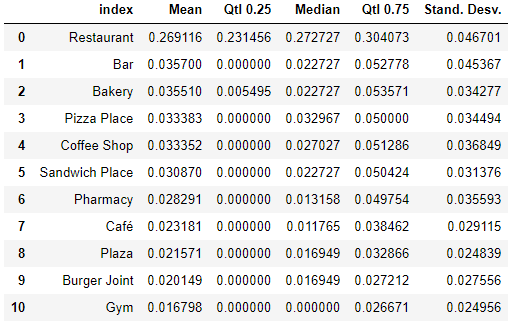 index Mean Qtl 0.25 Median Qtl 0.75 Stand. Desv.
0 Restaurant 0.269116 0.231456 0.272727 0.304073 0.046701
1 Bar 0.035700 0.000000 0.022727 0.052778 0.045367
2 Bakery 0.035510 0.005495 0.022727 0.053571 0.034277
3 Pizza Place 0.033383 0.000000 0.032967 0.050000 0.034494
4 Coffee Shop 0.033352 0.000000 0.027027 0.051286 0.036849
5 Sandwich Place 0.030870 0.000000 0.022727 0.050424 0.031376
6 Pharmacy 0.028291 0.000000 0.013158 0.049754 0.035593
7 Café 0.023181 0.000000 0.011765 0.038462 0.029115
8 Plaza 0.021571 0.000000 0.016949 0.032866 0.024839
9 Burger Joint 0.020149 0.000000 0.016949 0.027212 0.027556
10 Gym 0.016798 0.000000 0.000000 0.026671 0.024956